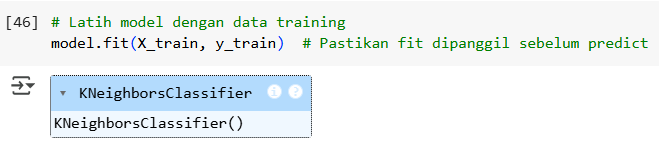 [46] # Latih model dengan data training
model.fit(X_train, y_train)  # Pastikan fit dipanggil sebelum predict
KNeighborsClassifier i ?
KNeighborsClassifier()